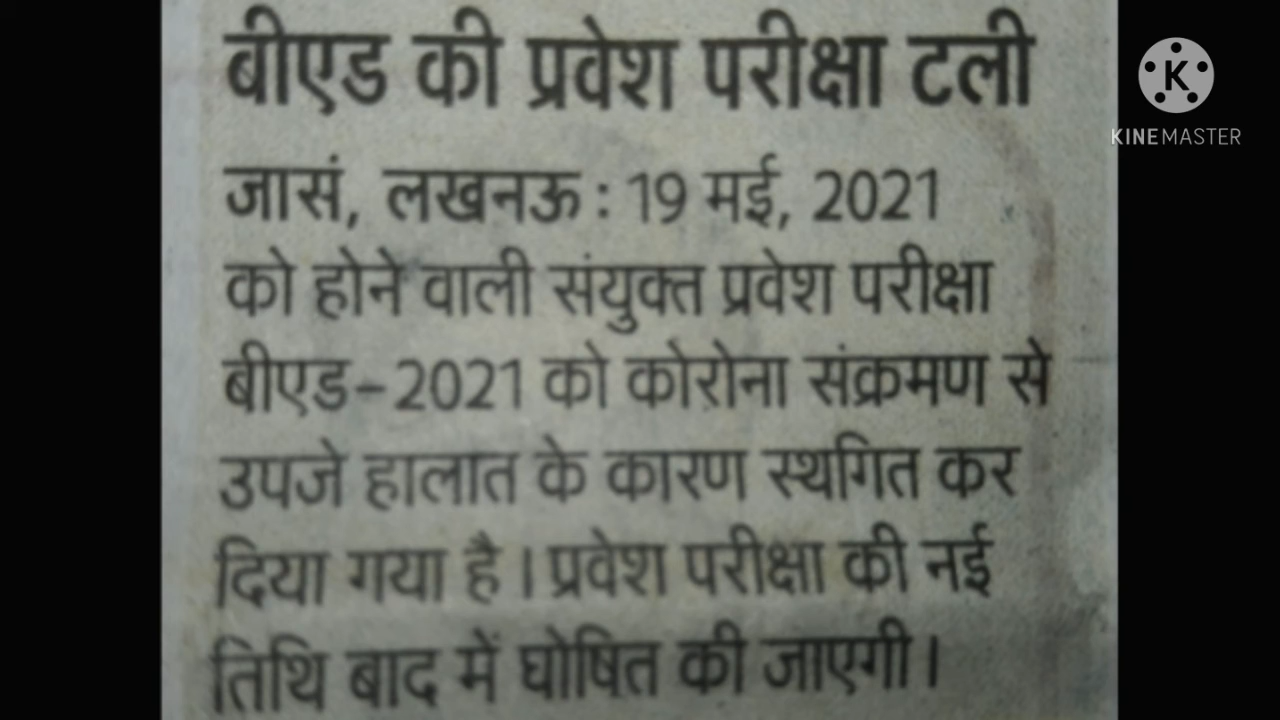 बीएड की प्रवेश परीक्षा टली
जासं, लखनऊ : 19 मई, 2021
को होने वाली संयुक्त प्रवेश परीक्षा
बीएड-2021 को कोरोना संक्रमण से
उपजे हालात के कारण स्थगित कर
दिया गया है । प्रवेश परीक्षा की नई
तिथि बाद में घोषित की जाएगी ।
K
KINEMASTER